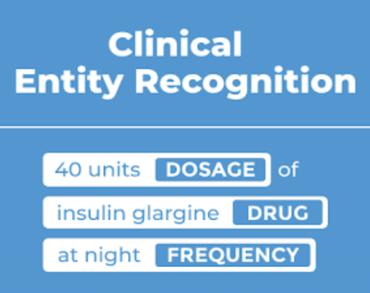 Clinical
Entity Recognition
40 units DOSAGE of
insulin glargine DRUG
at night FREQUENCY